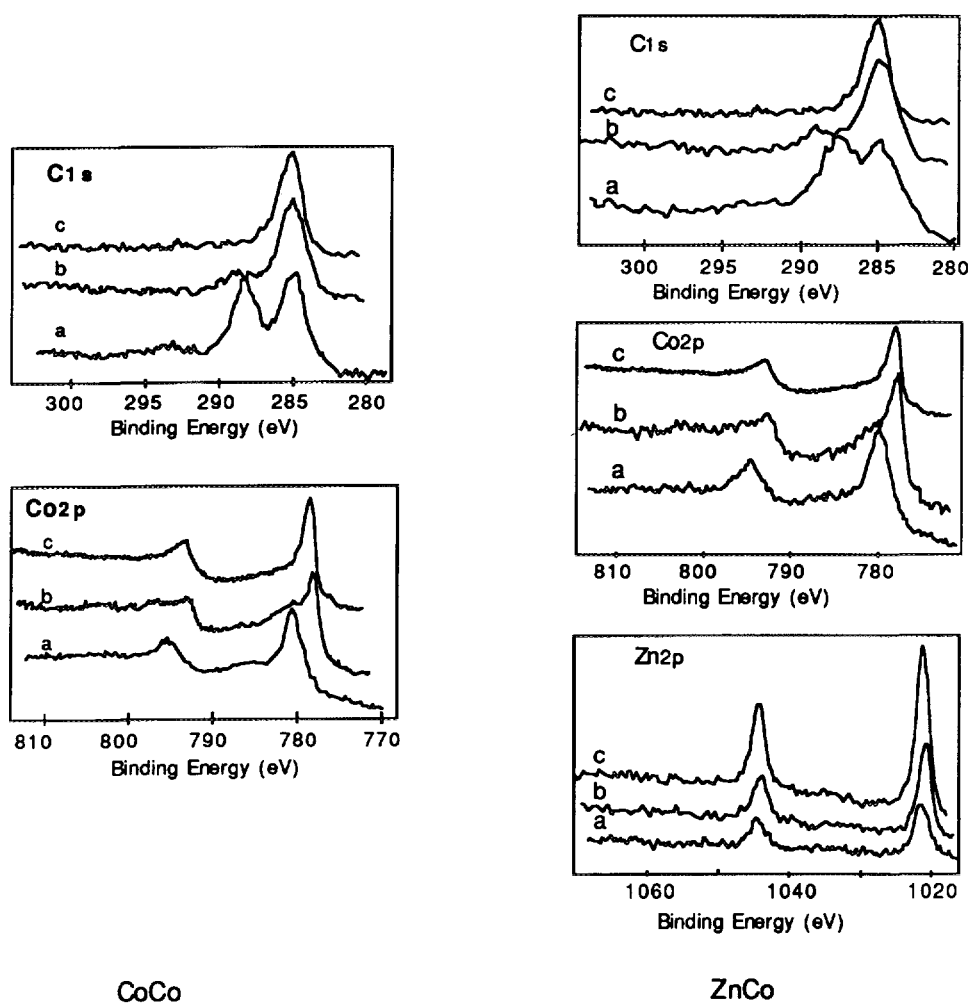 C1s
c
b
a
300 295 290 285 280
Binding Energy (eV)
Co2p
c
b
a
810 800 790 780 770
Binding Energy (eV)
CoCo
C1s
c
b
a
300 295 290 285 280
Binding Energy (eV)
Co2p
c
b
a
810 800 790 780
Binding Energy (eV)
Zn2p
c
b
a
1060 1040 1020
Binding Energy (eV)
ZnCo